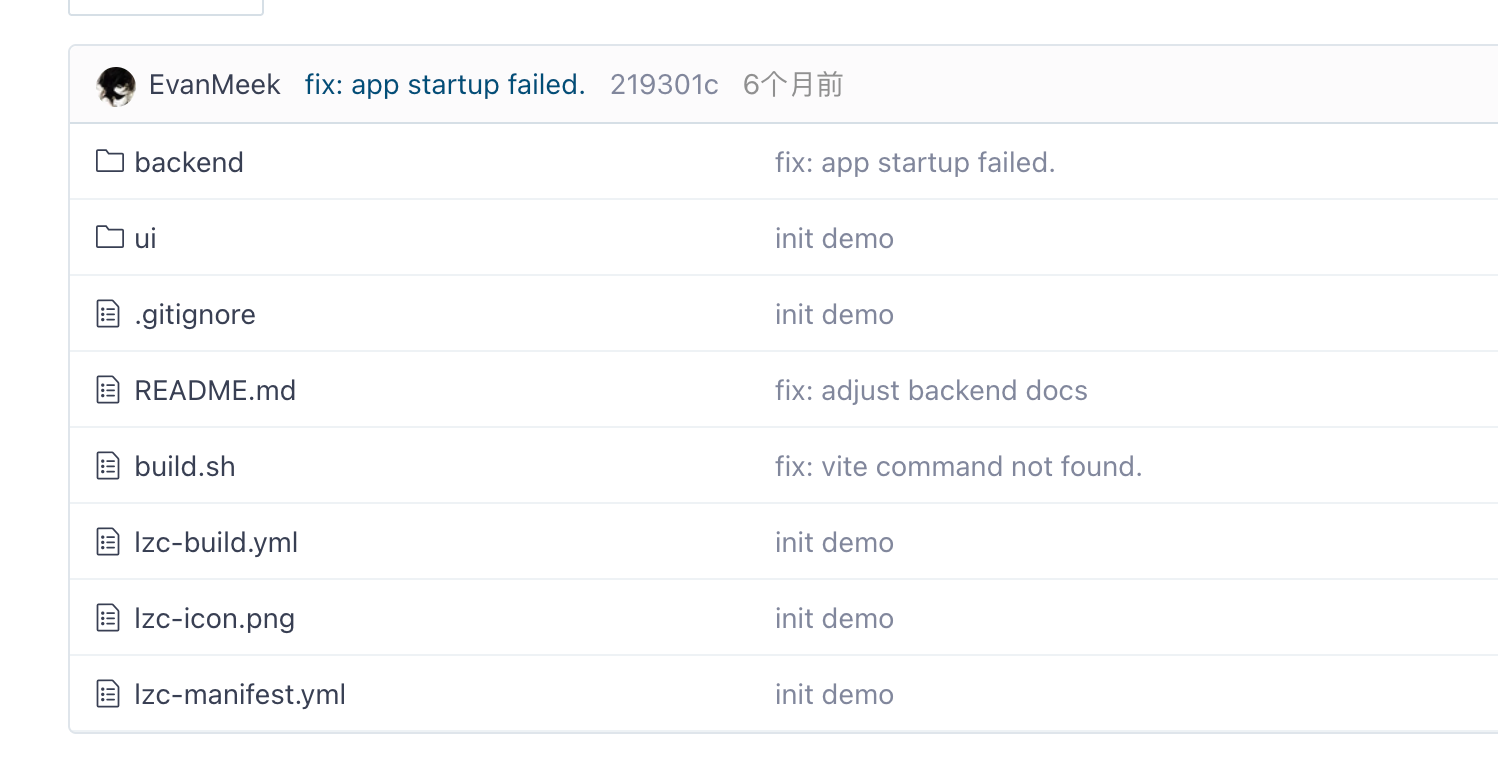 EvanMeek fix: app startup failed. 219301c 6个月前
backend fix: app startup failed.
ui init demo
.gitignore init demo
README.md fix: adjust backend docs
build.sh fix: vite command not found.
lzc-build.yml init demo
lzc-icon.png init demo
lzc-manifest.yml init demo